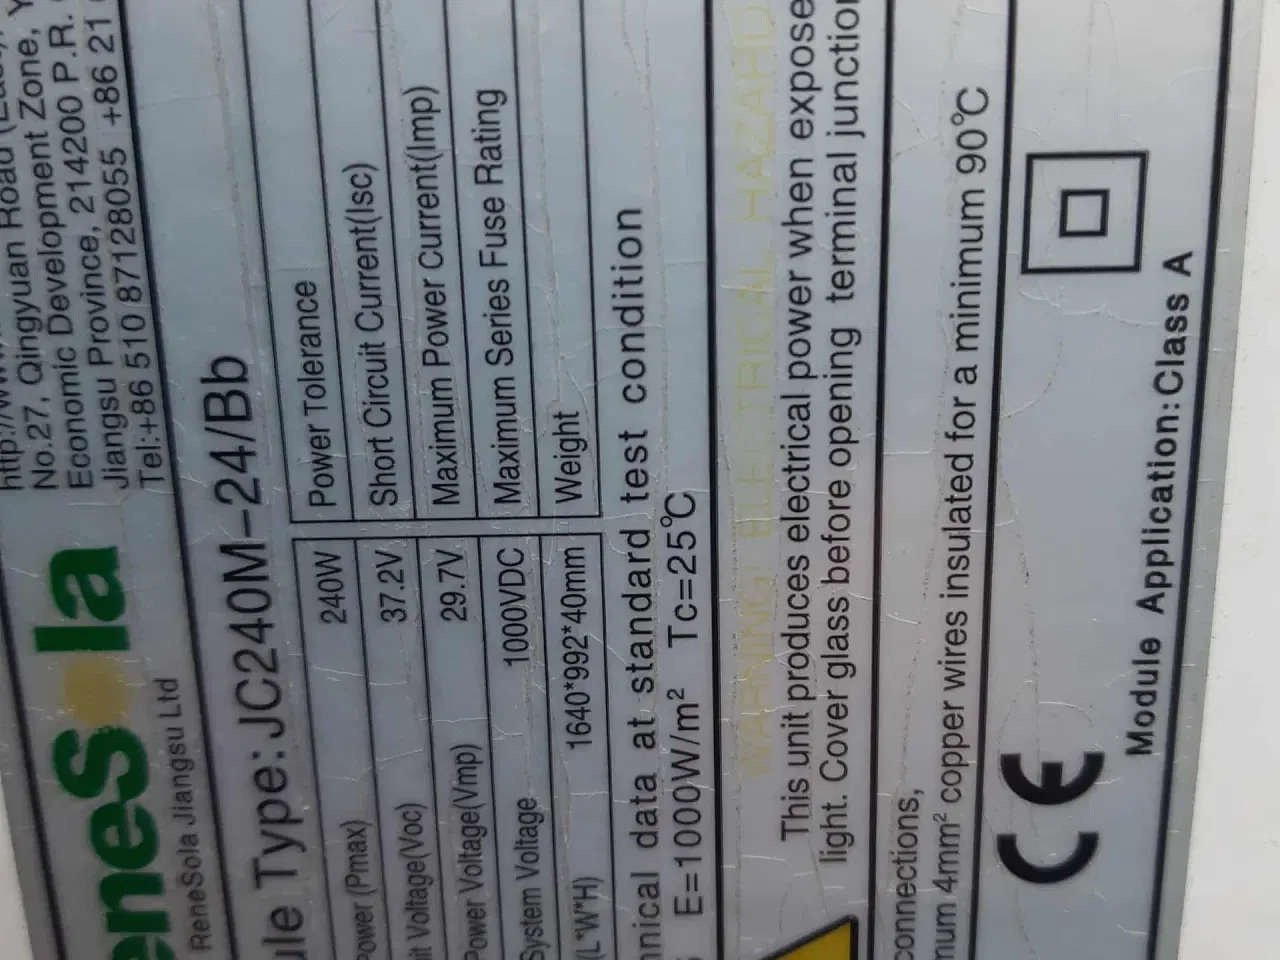 eneSola
ReneSola Jiangsu Ltd
No.27, Qingyuan Road
Economic Development Zone,
Jiangsu Province, 214200 P.R.
Tel:+86 510 87128055 +86 21
ule Type: JC240M-24/Bb
Power (Pmax) 240W Power Tolerance
it Voltage(Voc) 37.2V Short Circuit Current(Isc)
Power Voltage(Vmp) 29.7V Maximum Power Current(Imp)
System Voltage 1000VDC Maximum Series Fuse Rating
(L*W*H) 1640*992*40mm Weight
nical data at standard test condition
E=1000W/m² Tc=25℃
WARNING ELECTRICAL HAZARD
This unit produces electrical power when expose
light. Cover glass before opening terminal junction
connections,
num 4mm² copper wires insulated for a minimum 90℃
CE
Module Application: Class A